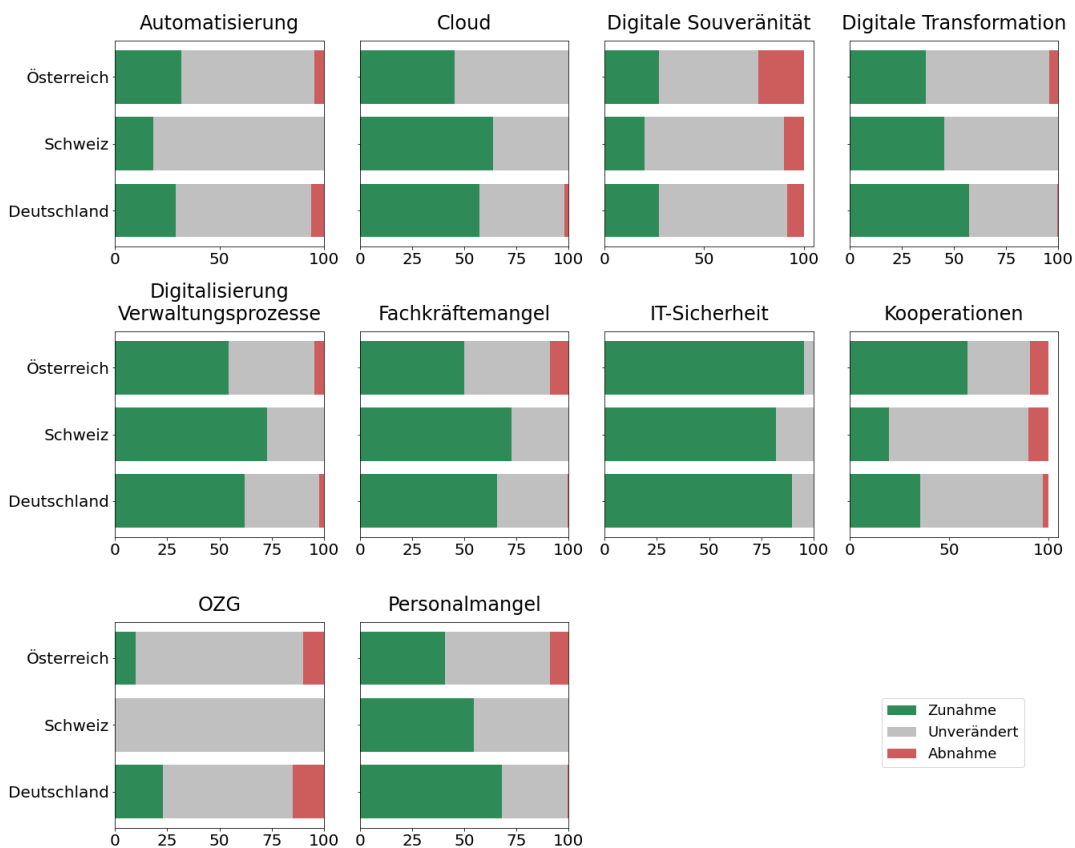 Automatisierung
Cloud
Digitale Souveränität
Digitale Transformation
Österreich
Schweiz
Deutschland
0 25 50 75 100
0 25 50 75 100
0 50 100
0 25 50 75 100
Digitalisierung
Verwaltungsprozesse
Fachkräftemangel
IT-Sicherheit
Kooperationen
Österreich
Schweiz
Deutschland
0 25 50 75 100
0 25 50 75 100
0 25 50 75 100
0 50 100
OZG
Personalmangel
Österreich
Schweiz
Deutschland
0 25 50 75 100
0 25 50 75 100
Zunahme
Unverändert
Abnahme